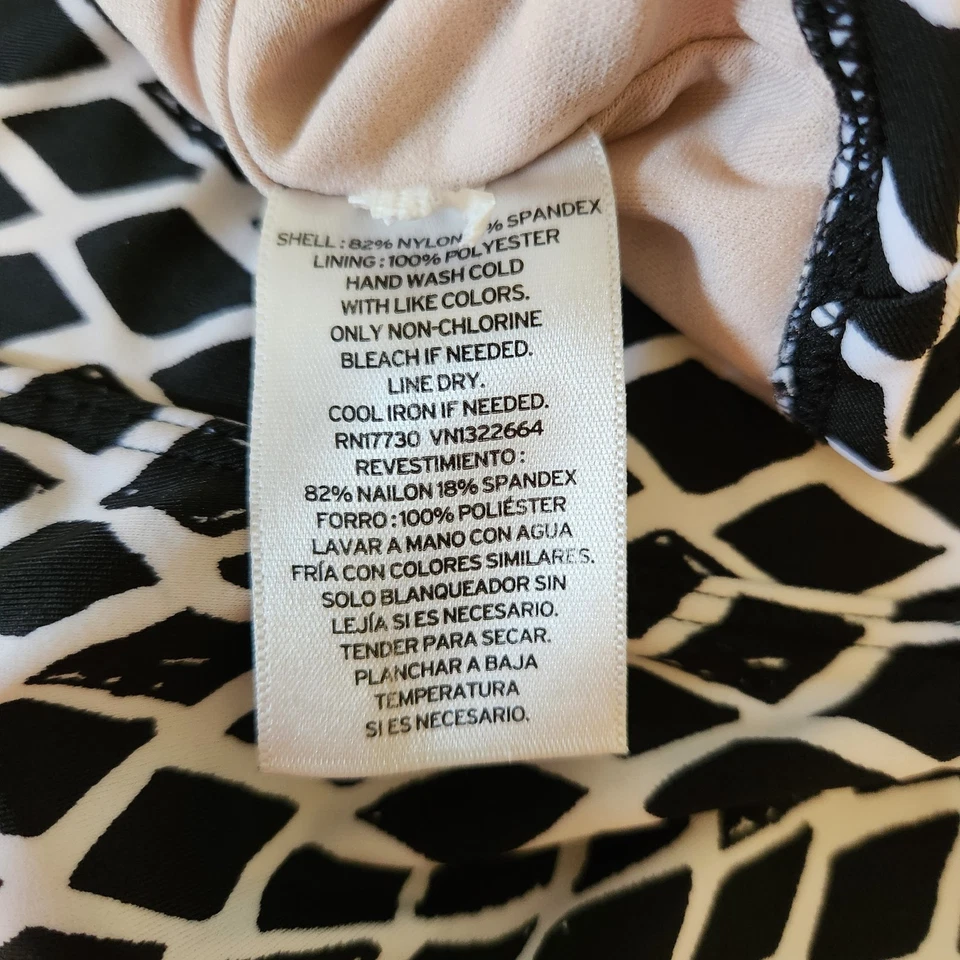 SHELL : 82% NYLON % SPANDEX
LINING : 100% POLYESTER
HAND WASH COLD
WITH LIKE COLORS.
ONLY NON-CHLORINE
BLEACH IF NEEDED.
LINE DRY.
COOL IRON IF NEEDED.
RN17730 VN1322664
REVESTIMIENTO :
82% NAILON 18% SPANDEX
FORRO : 100% POLIÉSTER
LAVAR A MANO CON AGUA
FRÍA CON COLORES SIMILARES.
SOLO BLANQUEADOR SIN
LEJÍA SI ES NECESARIO.
TENDER PARA SECAR.
PLANCHAR A BAJA
TEMPERATURA
SI ES NECESARIO.